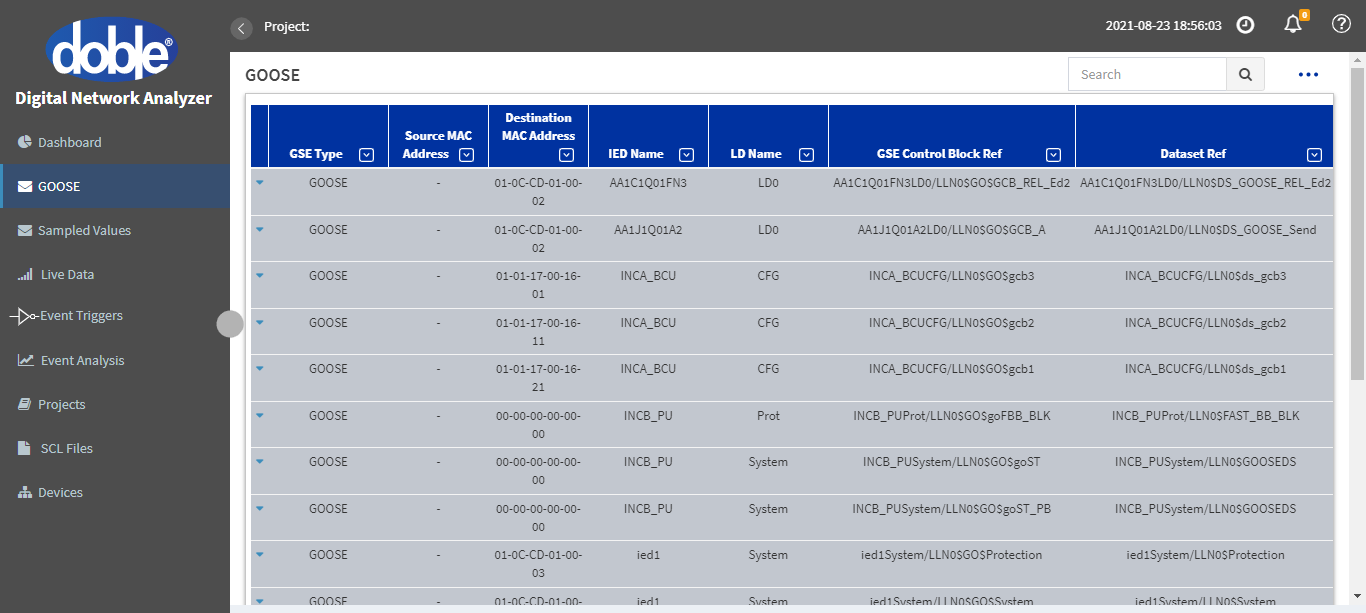 doble®
Digital Network Analyzer
Dashboard
GOOSE
Sampled Values
Live Data
Event Triggers
Event Analysis
Projects
SCL Files
Devices
Project:
2021-08-23 18:56:03
0
GOOSE
Search
GSE Type
Source MAC
Address
Destination
MAC Address
IED Name
LD Name
GSE Control Block Ref
Dataset Ref
GOOSE - 01-0C-CD-01-00- AA1C1Q01FN3 LD0 AA1C1Q01FN3LD0/LLN0$GO$GCB_REL_Ed2 AA1C1Q01FN3LD0/LLN0$DS_GOOSE_REL_Ed2
02
GOOSE - 01-0C-CD-01-00- AA1J1Q01A2 LD0 AA1J1Q01A2LD0/LLN0$GO$GCB_A AA1J1Q01A2LD0/LLN0$DS_GOOSE_Send
02
GOOSE - 01-01-17-00-16- INCA_BCU CFG INCA_BCUCFG/LLN0$GO$gcb3 INCA_BCUCFG/LLN0$ds_gcb3
01
GOOSE - 01-01-17-00-16- INCA_BCU CFG INCA_BCUCFG/LLN0$GO$gcb2 INCA_BCUCFG/LLN0$ds_gcb2
11
GOOSE - 01-01-17-00-16- INCA_BCU CFG INCA_BCUCFG/LLN0$GO$gcb1 INCA_BCUCFG/LLN0$ds_gcb1
21
GOOSE - 00-00-00-00-00- INCB_PU Prot INCB_PUProt/LLN0$GO$goFBB_BLK INCB_PUProt/LLN0$FAST_BB_BLK
00
GOOSE - 00-00-00-00-00- INCB_PU System INCB_PUSystem/LLN0$GO$goST INCB_PUSystem/LLN0$GOOSEDS
00
GOOSE - 00-00-00-00-00- INCB_PU System INCB_PUSystem/LLN0$GO$goST_PB INCB_PUSystem/LLN0$GOOSEDS
00
GOOSE - 01-0C-CD-01-00- ied1 System ied1System/LLN0$GO$Protection ied1System/LLN0$Protection
03
GOOSE - 01-0C-CD-01-00- ied1 System ied1System/LLN0$GO$System ied1System/LLN0$System